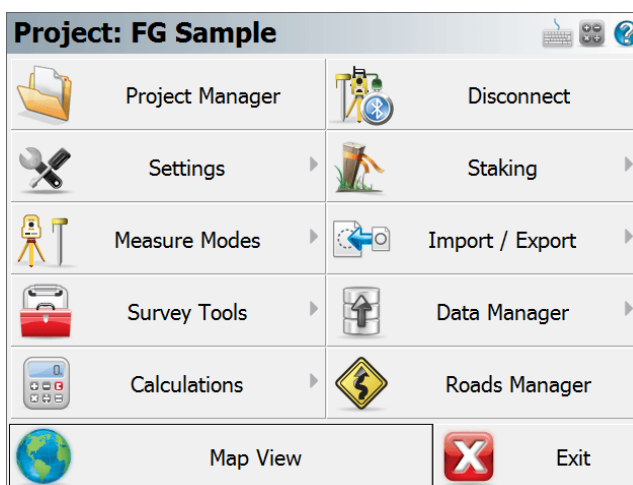 Project: FG Sample
Project Manager
Disconnect
Settings
Staking
Measure Modes
Import / Export
Survey Tools
Data Manager
Calculations
Roads Manager
Map View
Exit